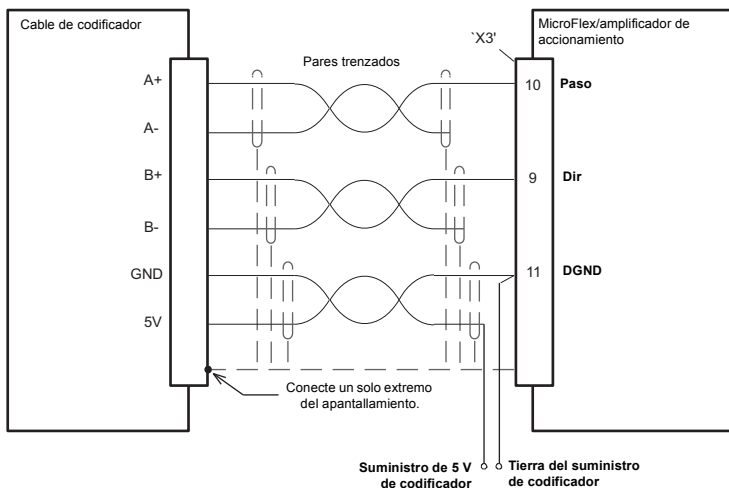 Cable de codificador
MicroFlex/amplificador de
accionamiento
`X3'
Pares trenzados
A+
A-
B+
B-
GND
5V
10 Paso
9 Dir
11 DGND
Conecte un solo extremo
del apantallamiento.
Suministro de 5 V
de codificador
Tierra del suministro
de codificador